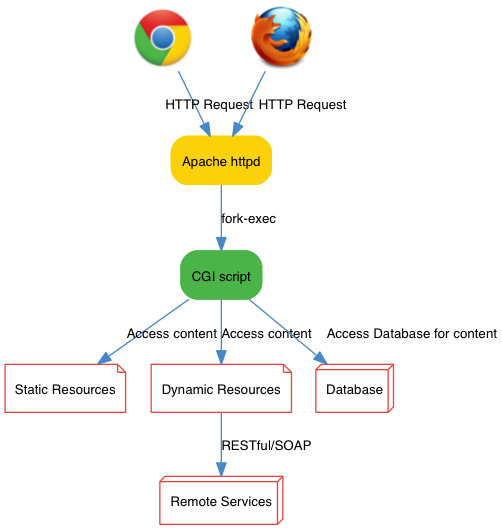 HTTP Request
HTTP Request
Apache httpd
fork-exec
CGI script
Access content
Access content
Access Database for content
Static Resources
Dynamic Resources
Database
RESTful/SOAP
Remote Services